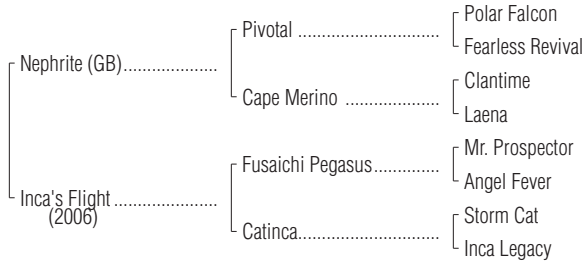 Polar Falcon
Pivotal ..............................
Fearless Revival
Nephrite (GB)....................
Clantime
Cape Merino ....................
Laena
Mr. Prospector
Fusaichi Pegasus..............
Angel Fever
Inca's Flight ......................
(2006)
Storm Cat
Catinca..............................
Inca Legacy